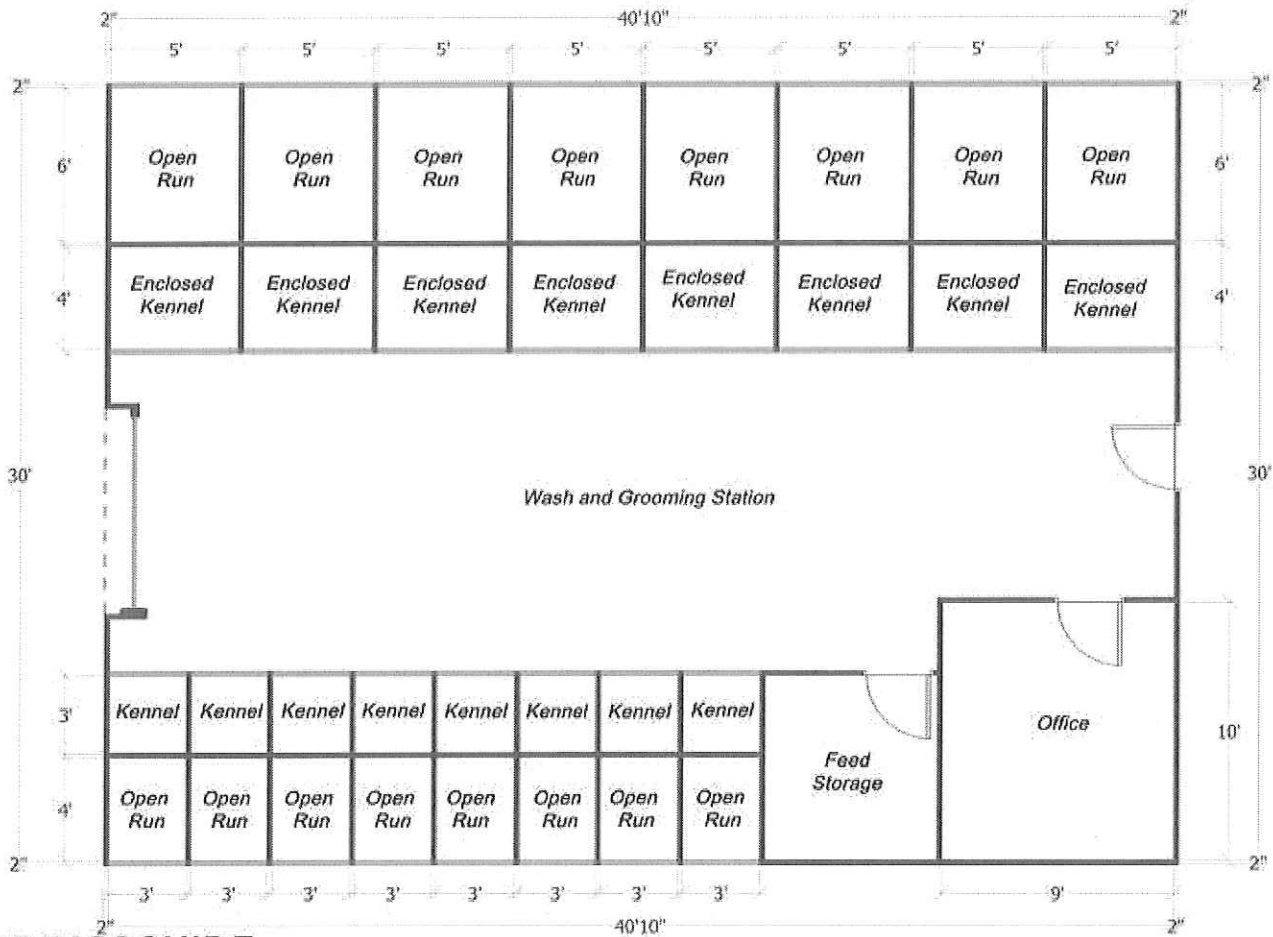 2" 40'10" 2"
5' 5' 5' 5' 5' 5' 5' 5'
2" 2"
6' Open Run Open Run Open Run Open Run Open Run Open Run Open Run Open Run 6'
4' Enclosed Kennel Enclosed Kennel Enclosed Kennel Enclosed Kennel Enclosed Kennel Enclosed Kennel Enclosed Kennel Enclosed Kennel 4'
30' 30'
Wash and Grooming Station
3' Kennel Kennel Kennel Kennel Kennel Kennel Kennel Kennel
Office 10'
Feed
Storage
4' Open Run Open Run Open Run Open Run Open Run Open Run Open Run Open Run
2" 2"
3' 3' 3' 3' 3' 3' 3' 3' 9'
2" 40'10" 2"